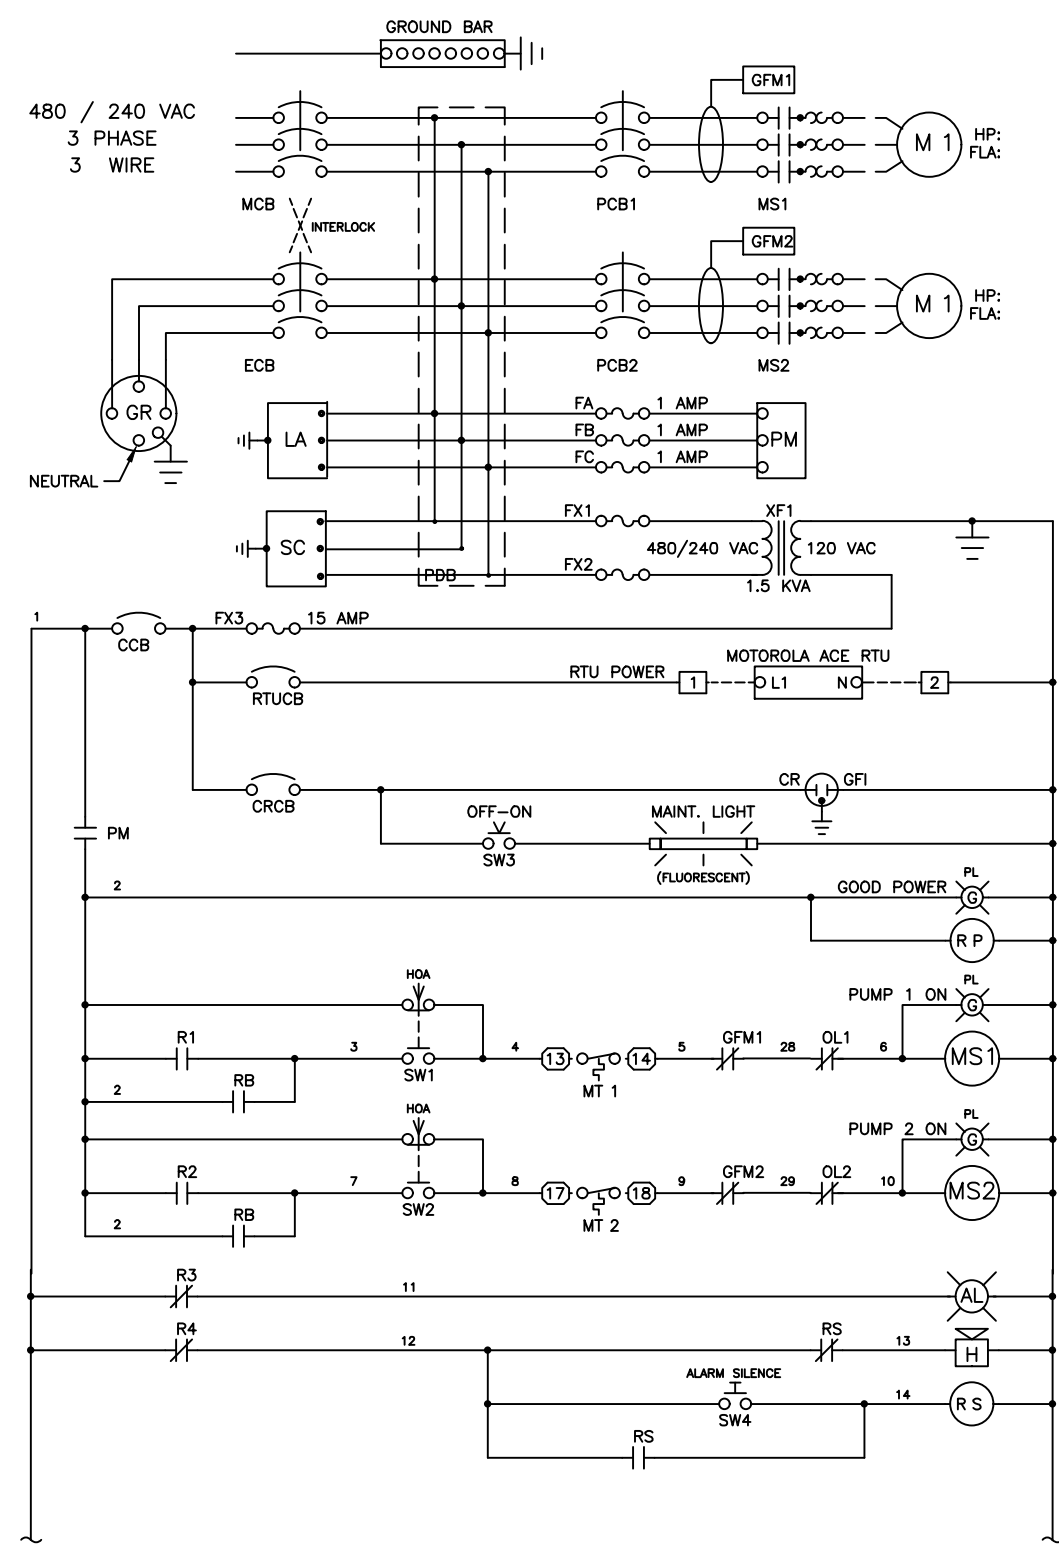 GROUND BAR
480 / 240 VAC
3 PHASE
3 WIRE
GFM1
M 1
HP:
FLA:
MCB
PCB1
MS1
INTERLOCK
GFM2
M 1
HP:
FLA:
ECB
PCB2
MS2
GR
NEUTRAL
LA
FA
1 AMP
FB
1 AMP
FC
1 AMP
PM
SC
PDB
FX1
FX2
480/240 VAC
XF1
120 VAC
1.5 KVA
1
CCB
FX3
15 AMP
RTUCB
RTU POWER
1
MOTOROLA ACE RTU
L1
N
2
CRCB
CR
GFI
PM
OFF-ON
SW3
MAINT. LIGHT
(FLUORESCENT)
2
GOOD POWER
PL
G
R P
HOA
PUMP 1 ON
PL
G
R1
3
SW1
4
13
14
MT 1
5
GFM1
28
OL1
6
MS1
2
RB
HOA
PUMP 2 ON
PL
G
R2
7
SW2
8
17
18
MT 2
9
GFM2
29
OL2
10
MS2
2
RB
R3
11
AL
R4
12
RS
13
H
ALARM SILENCE
SW4
14
R S
RS